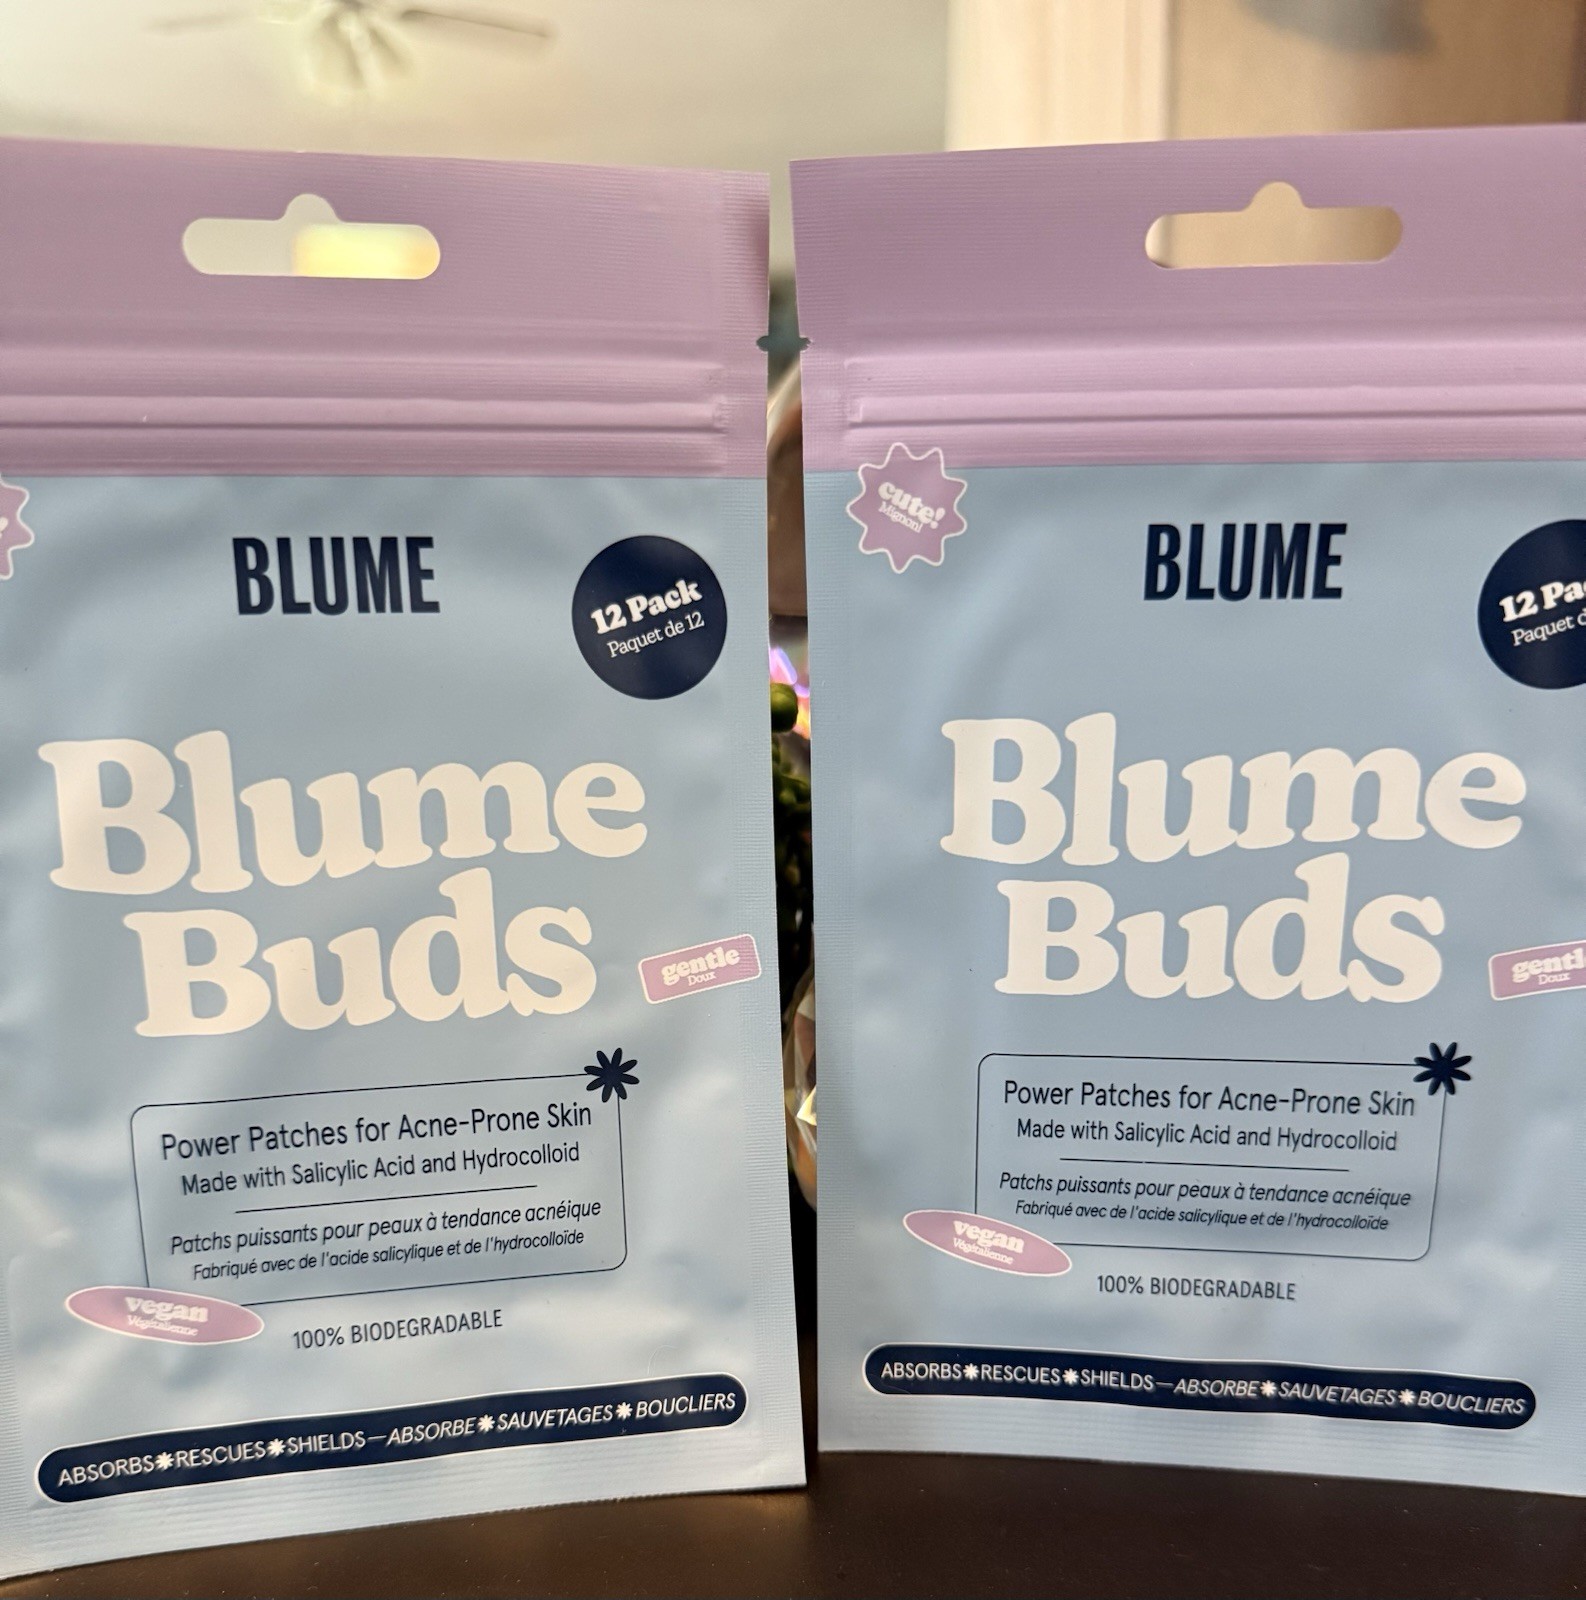 BLUME
12 Pack
Paquet de 12
Blume
Buds
gentle
Doux
Power Patches for Acne-Prone Skin
Made with Salicylic Acid and Hydrocolloid
Patchs puissants pour peaux à tendance acnéique
Fabriqué avec de l'acide salicylique et de l'hydrocolloïde
vegan
Végétalienne
100% BIODEGRADABLE
ABSORBS✱RESCUES✱SHIELDS—ABSORBE✱SAUVETAGES✱BOUCLIERS
cute!
Mignon!
BLUME
12 Pa
Paquet d
Blume
Buds
gentl
Doux
Power Patches for Acne-Prone Skin
Made with Salicylic Acid and Hydrocolloid
Patchs puissants pour peaux à tendance acnéique
Fabriqué avec de l'acide salicylique et de l'hydrocolloïde
vegan
Végétalienne
100% BIODEGRADABLE
ABSORBS✱RESCUES✱SHIELDS—ABSORBE✱SAUVETAGES✱BOUCLIERS